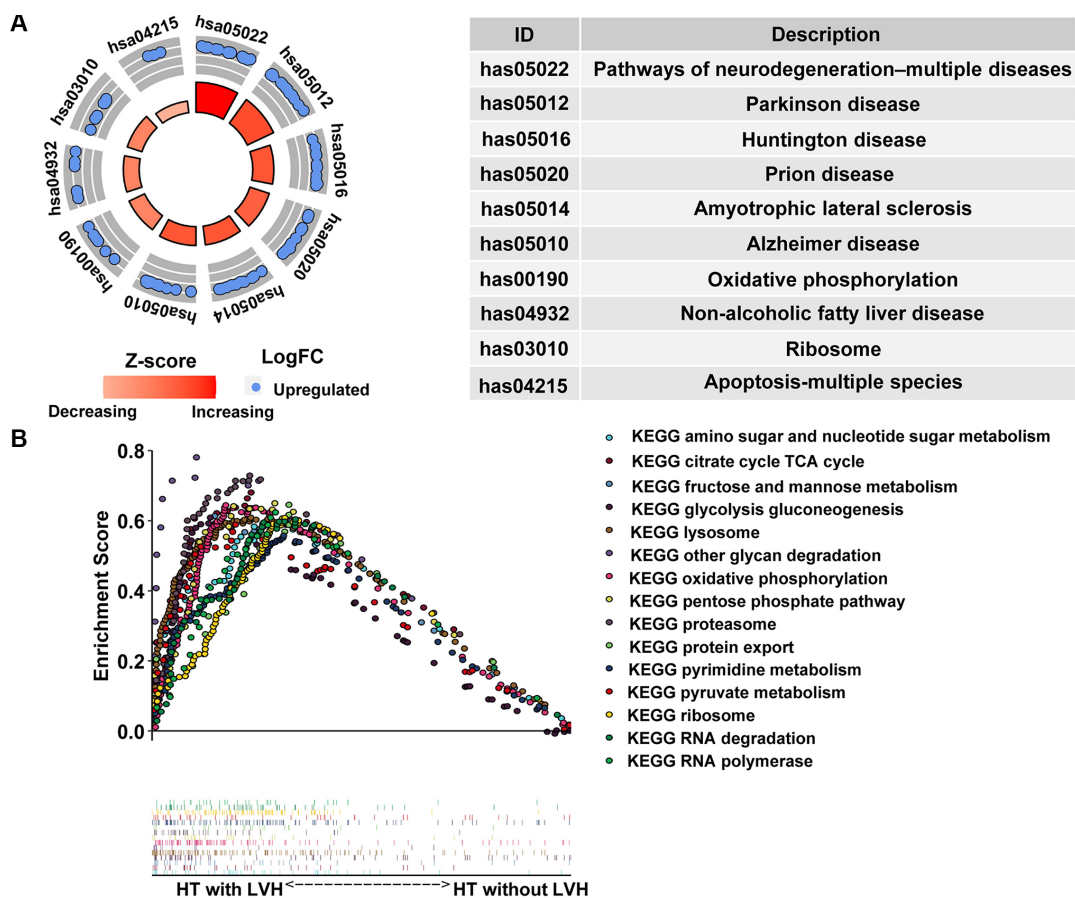 A
hsa04215
hsa05022
hsa05012
hsa05016
hsa05020
hsa05014
hsa05010
hsa00190
hsa04932
hsa03010
Z-score
LogFC
Upregulated
Decreasing
Increasing
ID Description
has05022 Pathways of neurodegeneration–multiple diseases
has05012 Parkinson disease
has05016 Huntington disease
has05020 Prion disease
has05014 Amyotrophic lateral sclerosis
has05010 Alzheimer disease
has00190 Oxidative phosphorylation
has04932 Non-alcoholic fatty liver disease
has03010 Ribosome
has04215 Apoptosis-multiple species
B
Enrichment Score
0.8
0.6
0.4
0.2
0.0
KEGG amino sugar and nucleotide sugar metabolism
KEGG citrate cycle TCA cycle
KEGG fructose and mannose metabolism
KEGG glycolysis gluconeogenesis
KEGG lysosome
KEGG other glycan degradation
KEGG oxidative phosphorylation
KEGG pentose phosphate pathway
KEGG proteasome
KEGG protein export
KEGG pyrimidine metabolism
KEGG pyruvate metabolism
KEGG ribosome
KEGG RNA degradation
KEGG RNA polymerase
HT with LVH <------------> HT without LVH